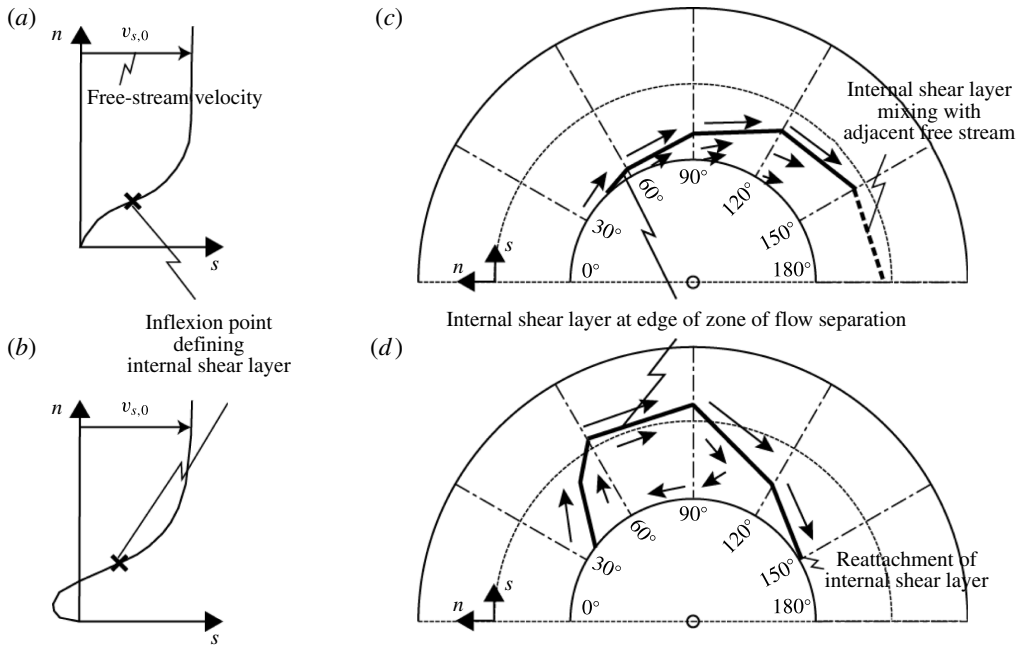 (a)
n
v_{s,0}
Free-stream velocity
s
Inflexion point
defining
internal shear layer
(b)
n
v_{s,0}
s
(c)
Internal shear layer
mixing with
adjacent free stream
0°
30°
60°
90°
120°
150°
180°
s
n
Internal shear layer at edge of zone of flow separation
(d)
0°
30°
60°
90°
120°
150°
180°
s
n
Reattachment of
internal shear layer